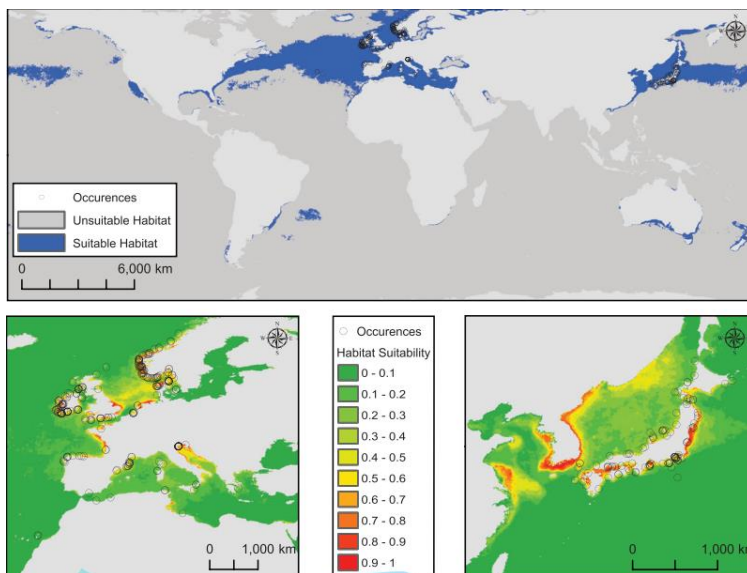 N
W E
S
Occurences
Unsuitable Habitat
Suitable Habitat
0 6,000 km
N
W E
S
0 1,000 km
Occurences
Habitat Suitability
0 - 0.1
0.1 - 0.2
0.2 - 0.3
0.3 - 0.4
0.4 - 0.5
0.5 - 0.6
0.6 - 0.7
0.7 - 0.8
0.8 - 0.9
0.9 - 1
N
W E
S
0 1,000 km